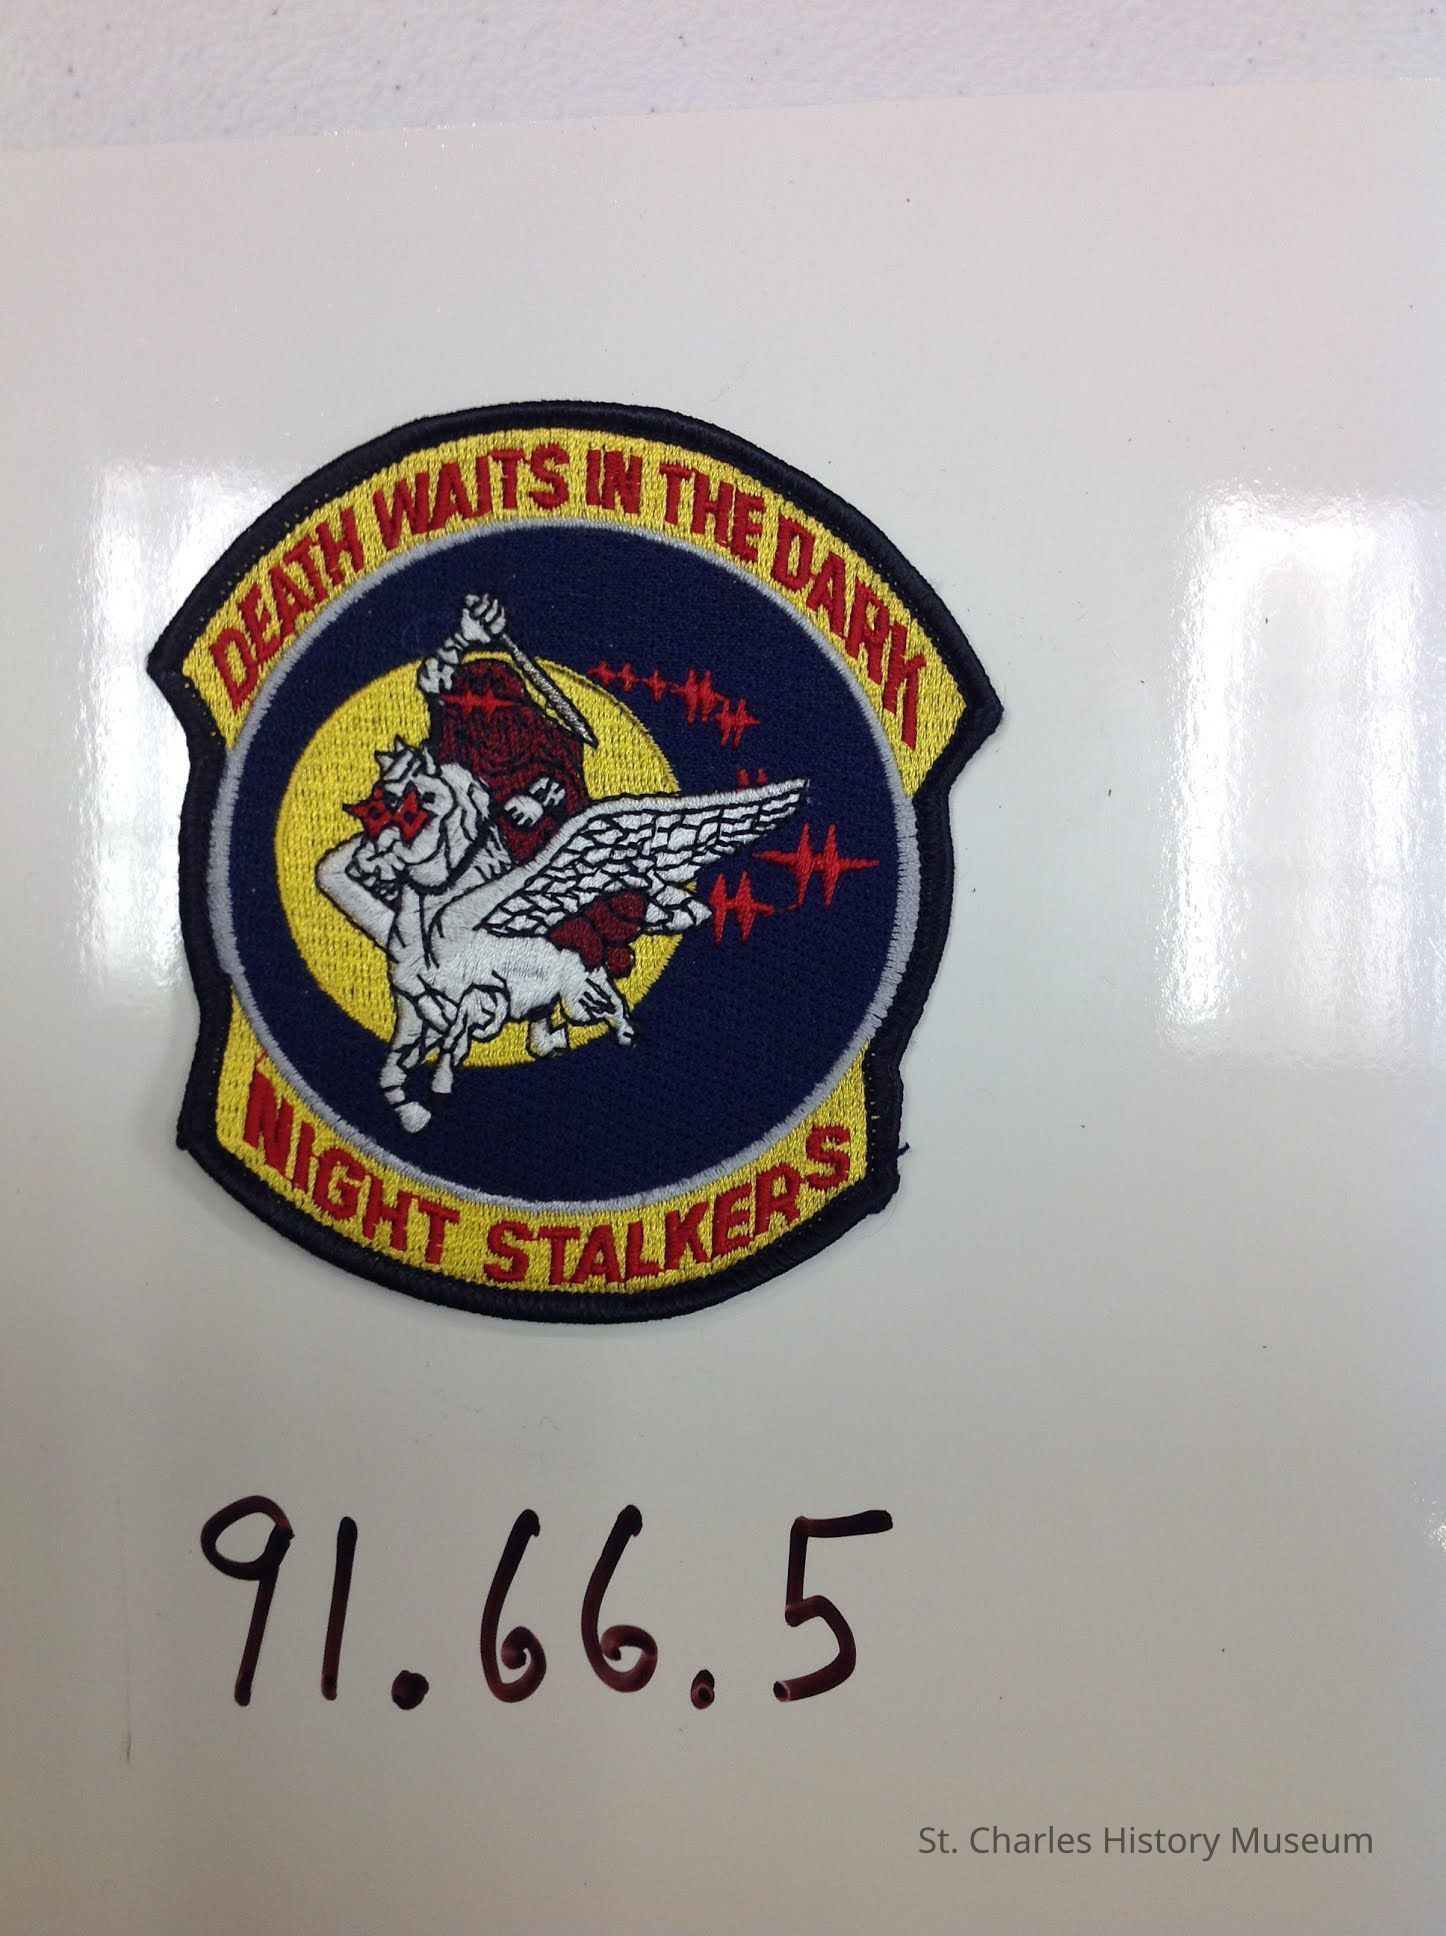 DEATH WAITS IN THE DARK
NIGHT STALKERS
91.66.5
St. Charles History Museum